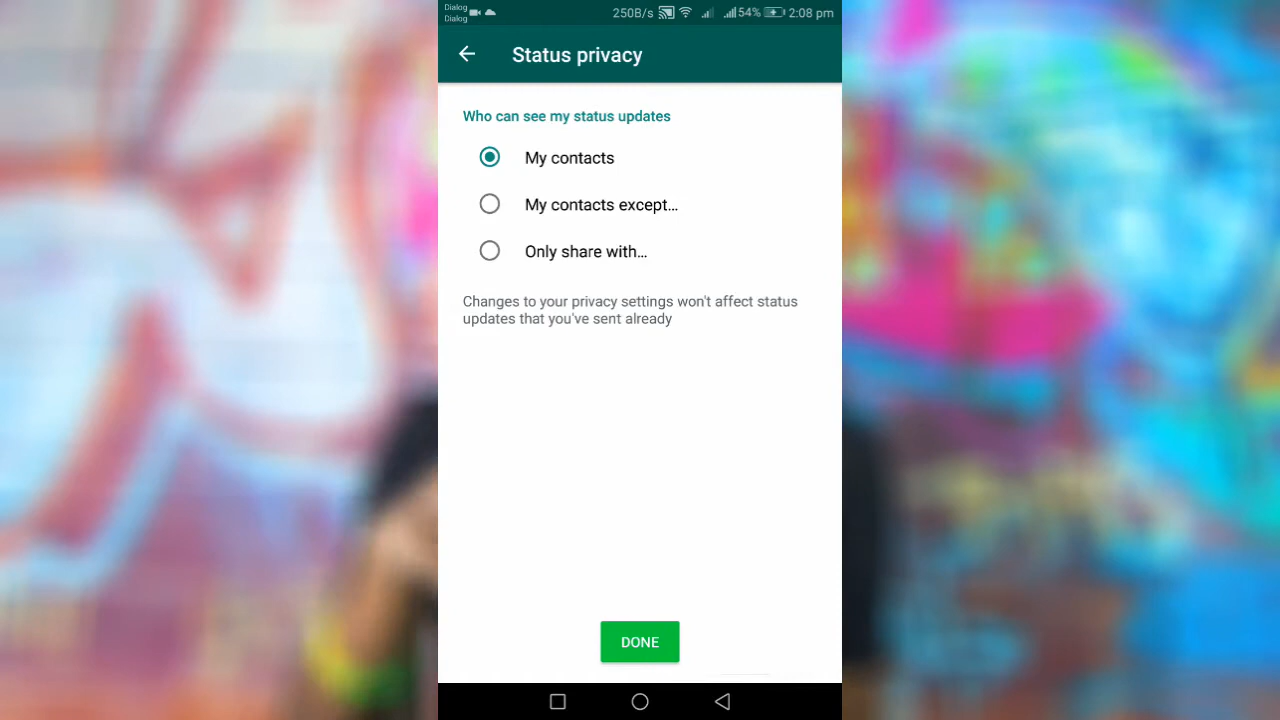 Dialog
Dialog
250B/s 54% 2:08 pm
Status privacy
Who can see my status updates
My contacts
My contacts except...
Only share with...
Changes to your privacy settings won't affect status
updates that you've sent already
DONE